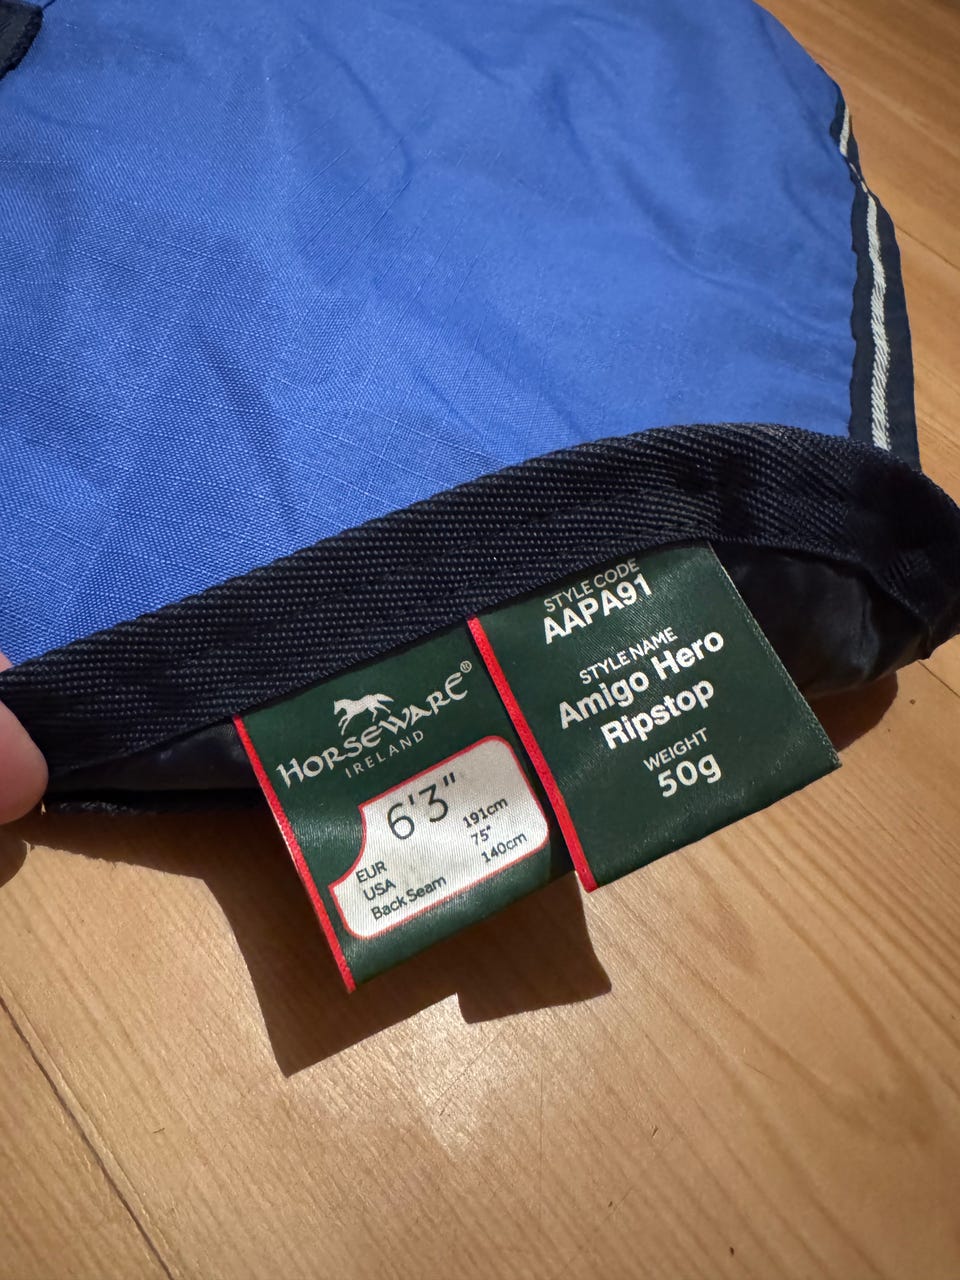 HORSEWARE®
IRELAND
6'3"
EUR 191cm
USA 75"
Back Seam 140cm
STYLE CODE
AAPA91
STYLE NAME
Amigo Hero
Ripstop
WEIGHT
50g